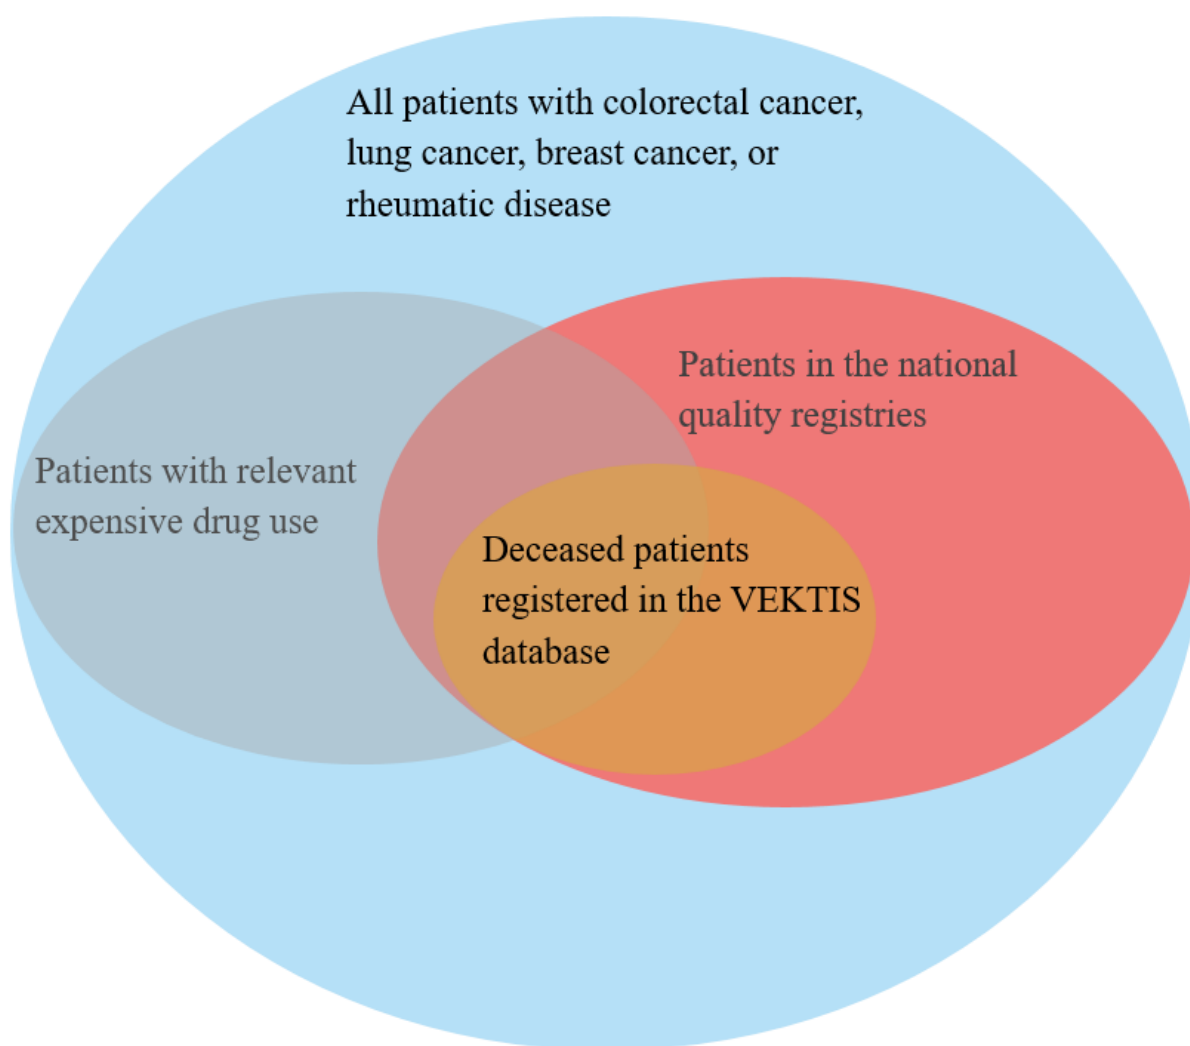 All patients with colorectal cancer,
lung cancer, breast cancer, or
rheumatic disease
Patients in the national
quality registries
Patients with relevant
expensive drug use
Deceased patients
registered in the VEKTIS
database